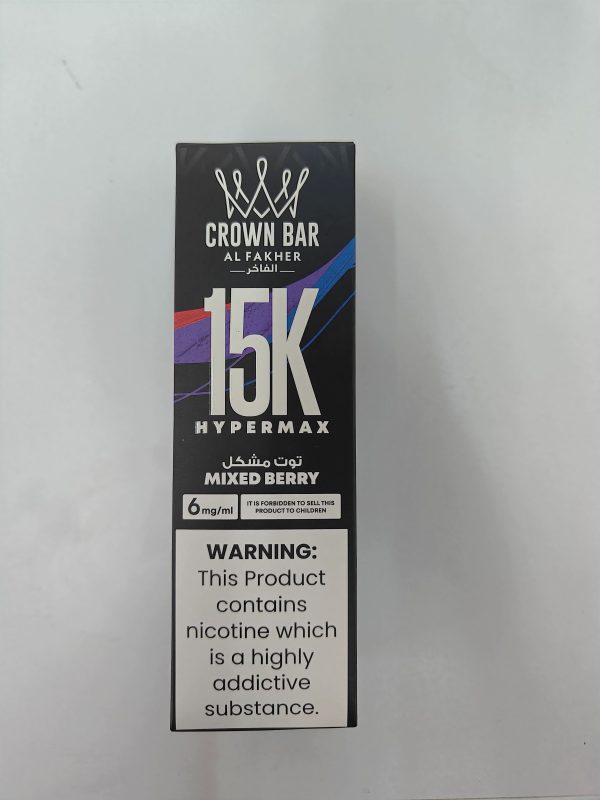 CROWN BAR
AL FAKHER
الفاخر
15K
HYPERMAX
توت مشكل
MIXED BERRY
6mg/ml
IT IS FORBIDDEN TO SELL THIS
PRODUCT TO CHILDREN
WARNING:
This Product
contains
nicotine which
is a highly
addictive
substance.